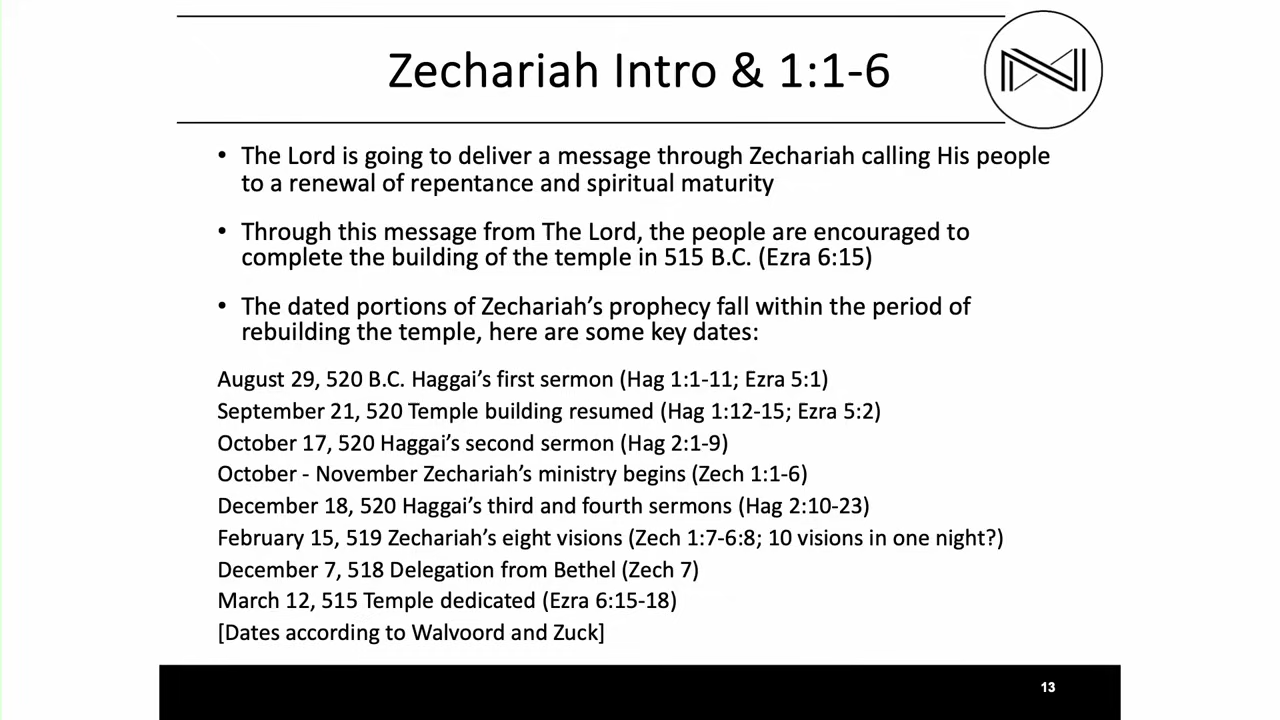 Zechariah Intro & 1:1-6
• The Lord is going to deliver a message through Zechariah calling His people
to a renewal of repentance and spiritual maturity
• Through this message from The Lord, the people are encouraged to
complete the building of the temple in 515 B.C. (Ezra 6:15)
• The dated portions of Zechariah’s prophecy fall within the period of
rebuilding the temple, here are some key dates:
August 29, 520 B.C. Haggai’s first sermon (Hag 1:1-11; Ezra 5:1)
September 21, 520 Temple building resumed (Hag 1:12-15; Ezra 5:2)
October 17, 520 Haggai’s second sermon (Hag 2:1-9)
October - November Zechariah’s ministry begins (Zech 1:1-6)
December 18, 520 Haggai’s third and fourth sermons (Hag 2:10-23)
February 15, 519 Zechariah’s eight visions (Zech 1:7-6:8; 10 visions in one night?)
December 7, 518 Delegation from Bethel (Zech 7)
March 12, 515 Temple dedicated (Ezra 6:15-18)
[Dates according to Walvoord and Zuck]
13